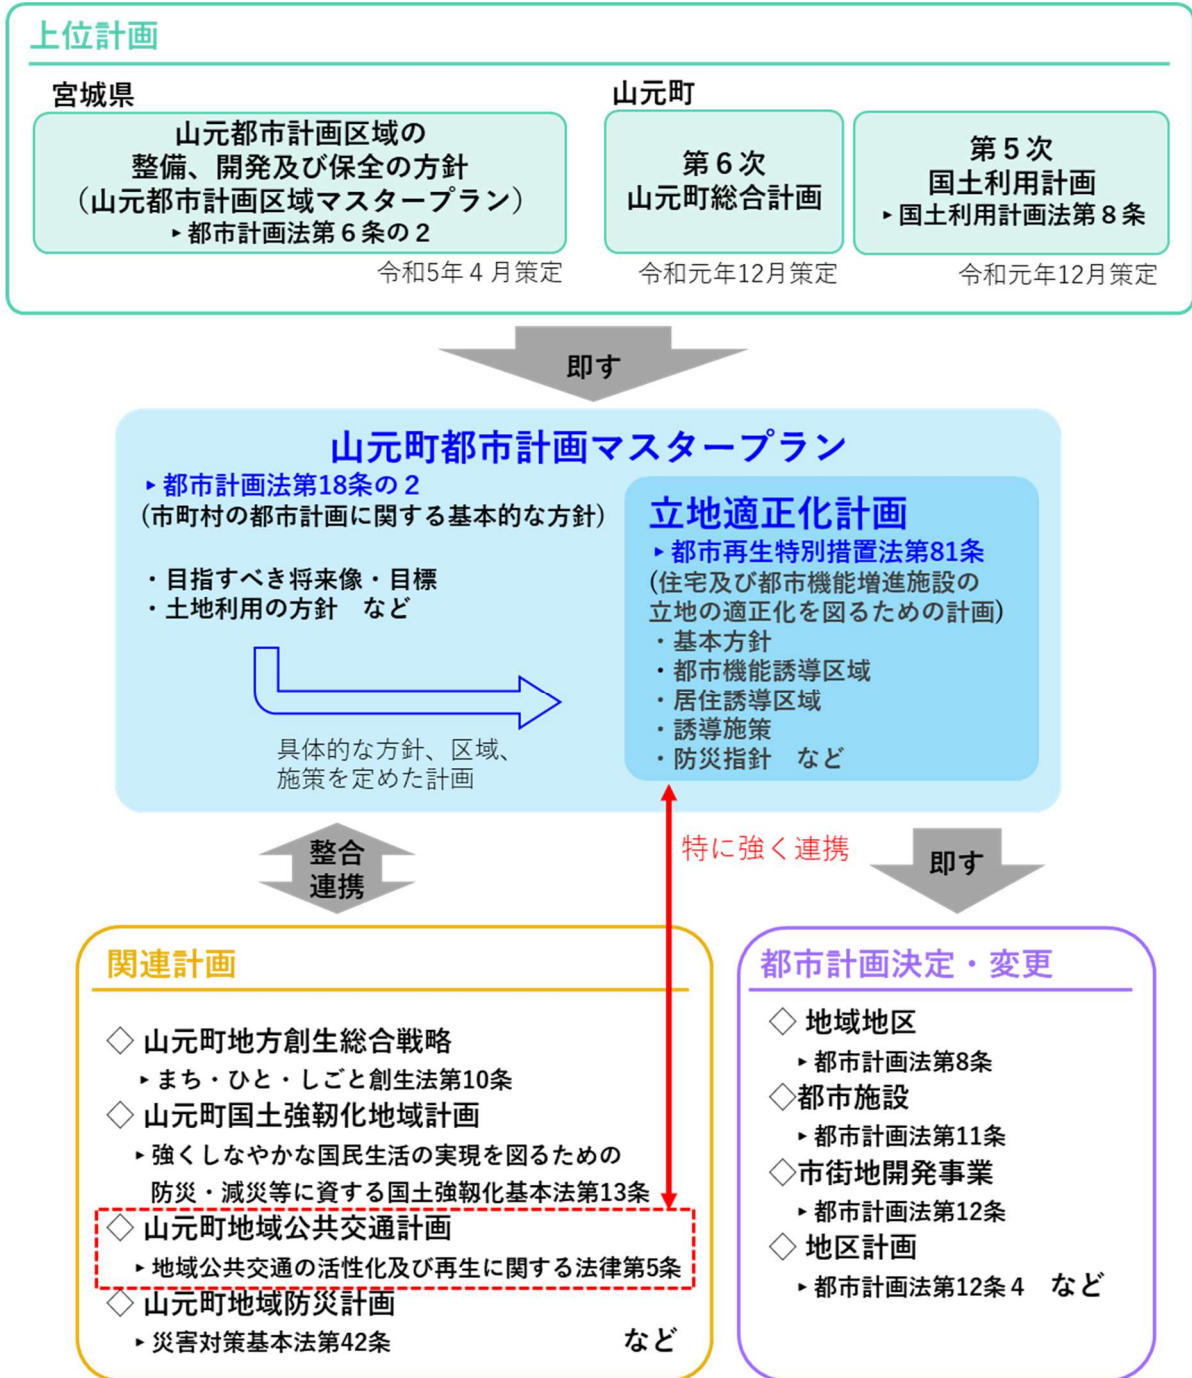 上位計画
宮城県
山元都市計画区域の
整備、開発及び保全の方針
（山元都市計画区域マスタープラン）
▸都市計画法第６条の２
令和5年４月策定
山元町
第６次
山元町総合計画
令和元年12月策定
第５次
国土利用計画
▸国土利用計画法第８条
令和元年12月策定
即す
山元町都市計画マスタープラン
▸都市計画法第18条の２
(市町村の都市計画に関する基本的な方針)
・目指すべき将来像・目標
・土地利用の方針　など
具体的な方針、区域、
施策を定めた計画
立地適正化計画
▸都市再生特別措置法第81条
(住宅及び都市機能増進施設の
立地の適正化を図るための計画)
・基本方針
・都市機能誘導区域
・居住誘導区域
・誘導施策
・防災指針　など
整合
連携
特に強く連携
即す
関連計画
◇ 山元町地方創生総合戦略
▸まち・ひと・しごと創生法第10条
◇ 山元町国土強靭化地域計画
▸強くしなやかな国民生活の実現を図るための
防災・減災等に資する国土強靱化基本法第13条
◇ 山元町地域公共交通計画
▸地域公共交通の活性化及び再生に関する法律第5条
◇ 山元町地域防災計画
▸災害対策基本法第42条　など
都市計画決定・変更
◇ 地域地区
▸都市計画法第8条
◇都市施設
▸都市計画法第11条
◇市街地開発事業
▸都市計画法第12条
◇ 地区計画
▸都市計画法第12条４　など